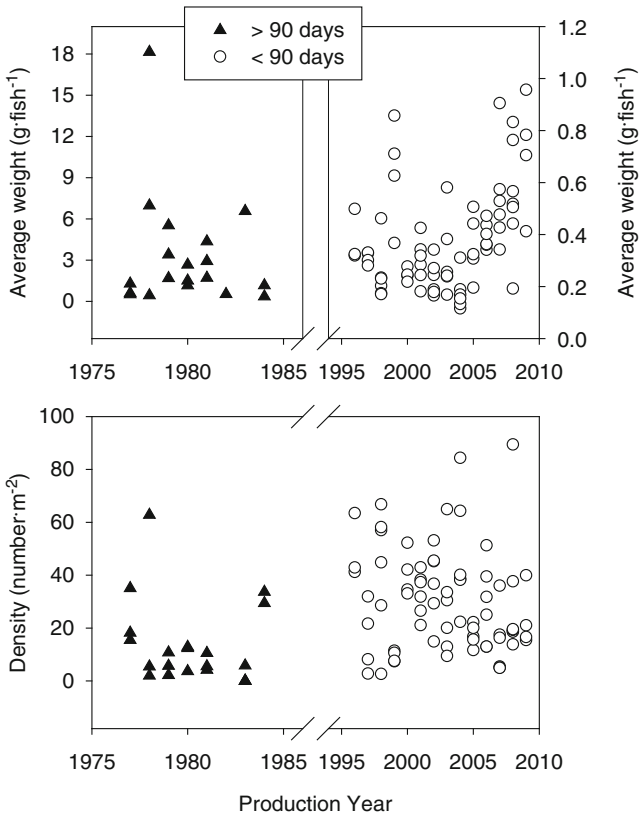 ▲ > 90 days
○ < 90 days
Average weight (g·fish⁻¹)
18
15
12
9
6
3
0
Average weight (g·fish⁻¹)
1.2
1.0
0.8
0.6
0.4
0.2
0.0
1975 1980 1985 1995 2000 2005 2010
Density (number·m⁻²)
100
80
60
40
20
0
1975 1980 1985 1995 2000 2005 2010
Production Year